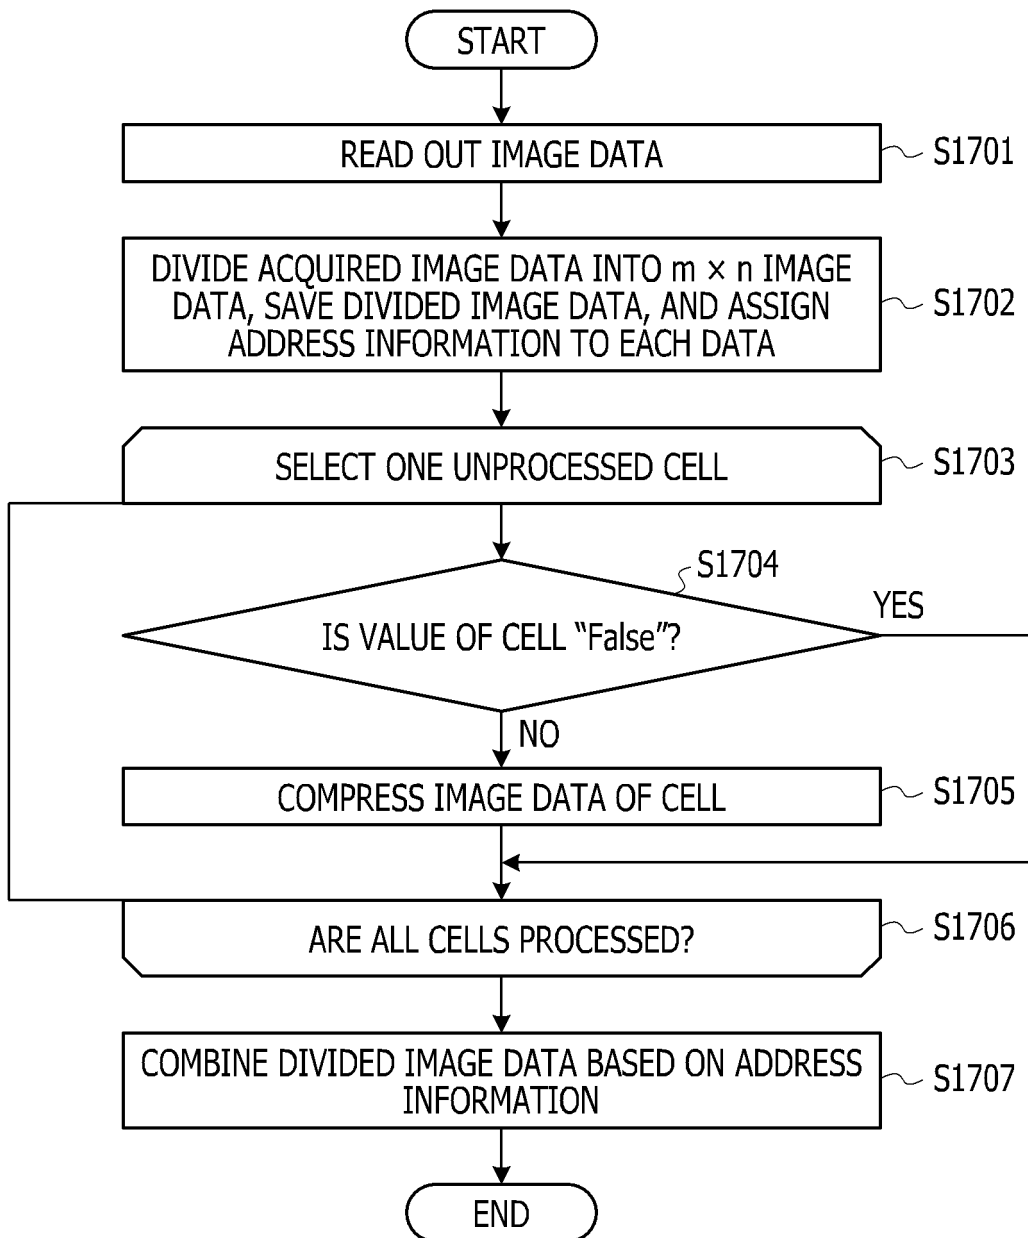 START
READ OUT IMAGE DATA
S1701
DIVIDE ACQUIRED IMAGE DATA INTO m × n IMAGE
DATA, SAVE DIVIDED IMAGE DATA, AND ASSIGN
ADDRESS INFORMATION TO EACH DATA
S1702
SELECT ONE UNPROCESSED CELL
S1703
S1704
IS VALUE OF CELL “False”?
YES
NO
COMPRESS IMAGE DATA OF CELL
S1705
ARE ALL CELLS PROCESSED?
S1706
COMBINE DIVIDED IMAGE DATA BASED ON ADDRESS
INFORMATION
S1707
END